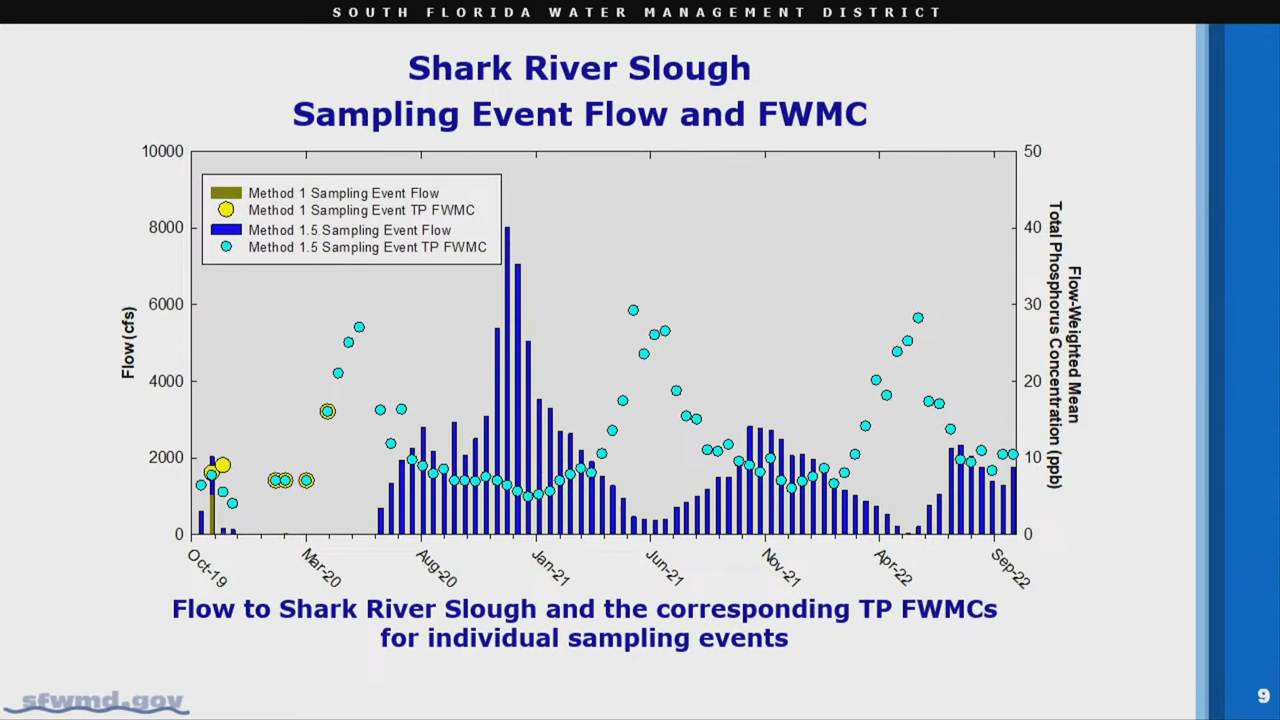 SOUTH FLORIDA WATER MANAGEMENT DISTRICT
Shark River Slough
Sampling Event Flow and FWMC
10000
8000
6000
4000
2000
0
Flow (cfs)
Method 1 Sampling Event Flow
Method 1 Sampling Event TP FWMC
Method 1.5 Sampling Event Flow
Method 1.5 Sampling Event TP FWMC
50
40
30
20
10
0
Flow-Weighted Mean
Total Phosphorus Concentration (ppb)
Oct-19
Mar-20
Aug-20
Jan-21
Jun-21
Nov-21
Apr-22
Sep-22
Flow to Shark River Slough and the corresponding TP FWMCs
for individual sampling events
sfwmd.gov
9